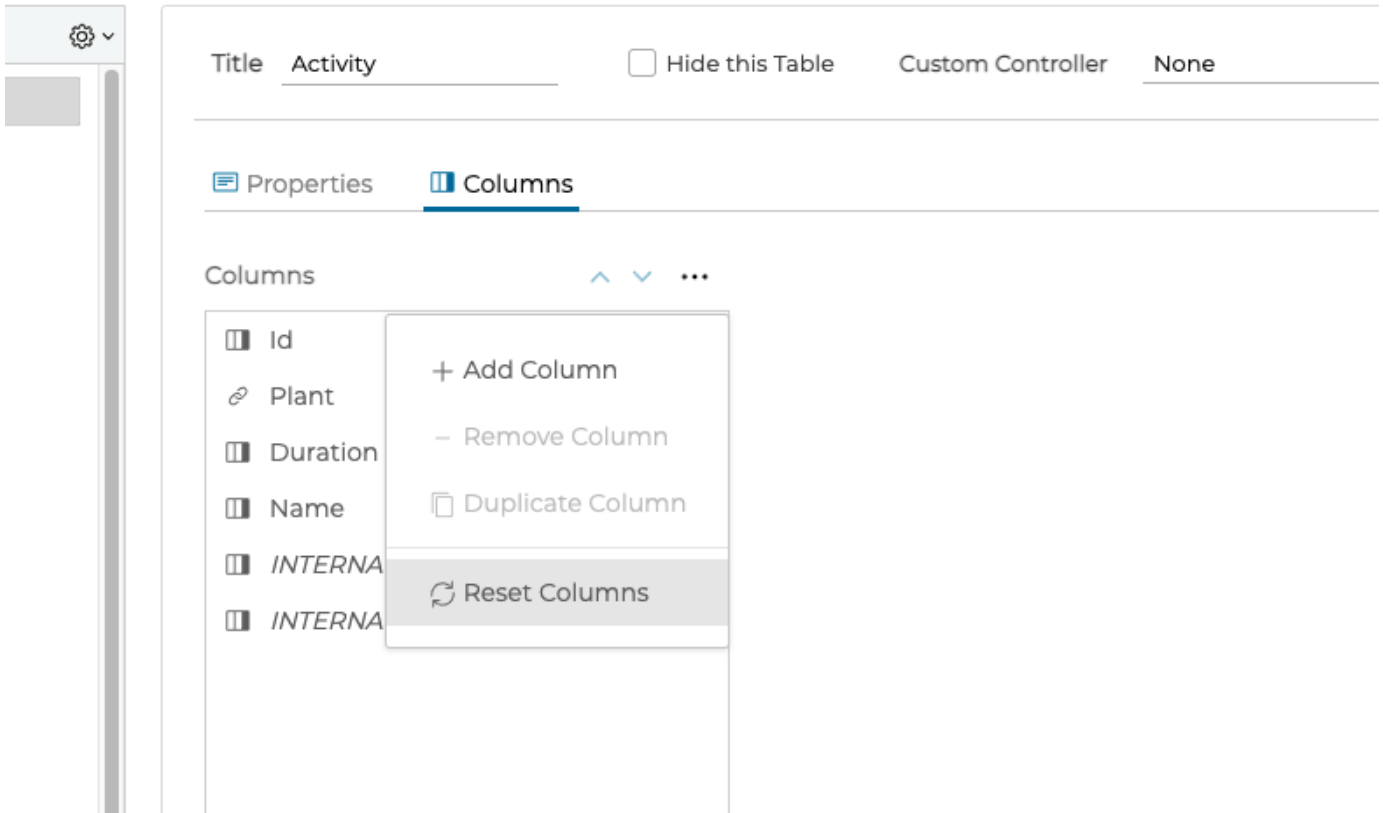 Title Activity Hide this Table Custom Controller None
Properties Columns
Columns
Id
Plant
Duration
Name
INTERNA
INTERNA
Add Column
Remove Column
Duplicate Column
Reset Columns